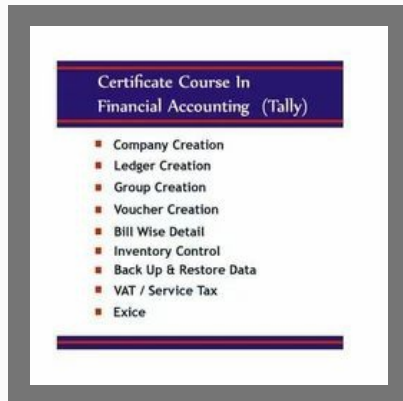 Certificate Course In
Financial Accounting (Tally)
Company Creation
Ledger Creation
Group Creation
Voucher Creation
Bill Wise Detail
Inventory Control
Back Up & Restore Data
VAT / Service Tax
Exice